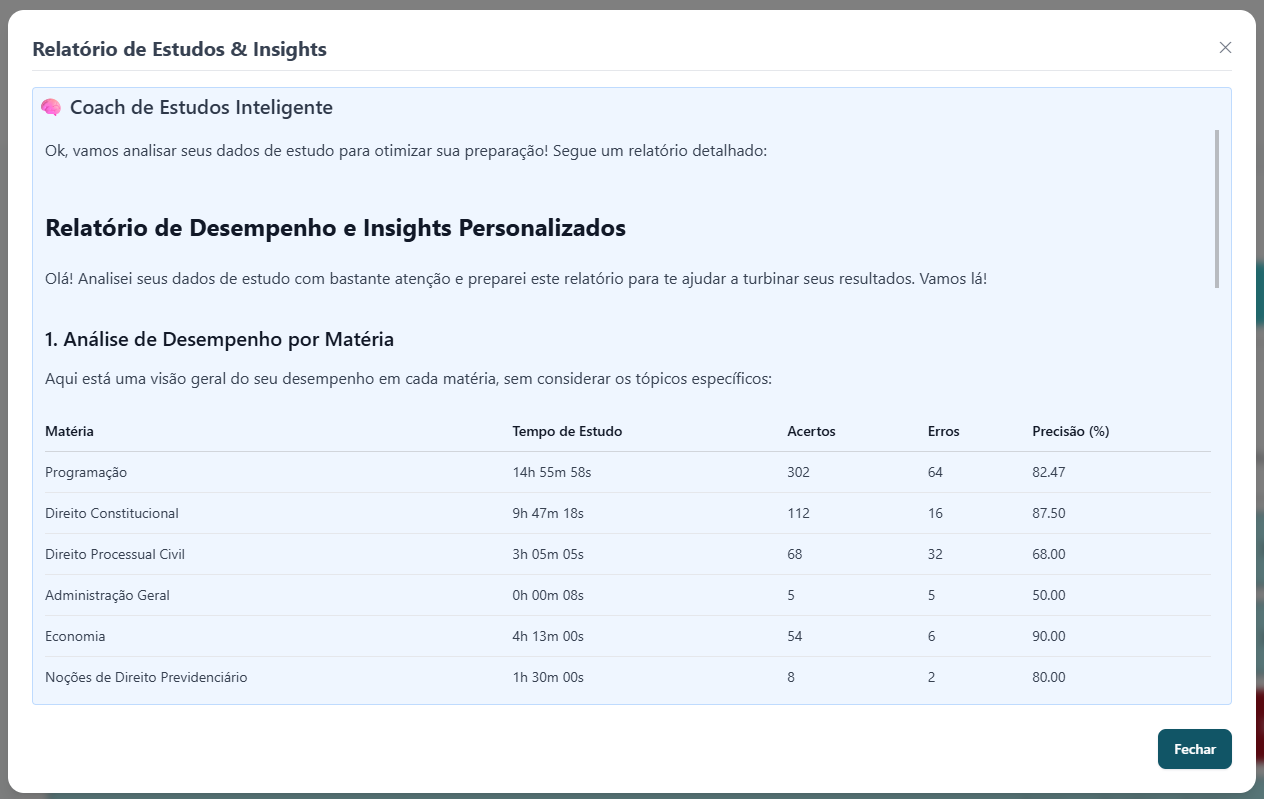 Relatório de Estudos & Insights
Coach de Estudos Inteligente
Ok, vamos analisar seus dados de estudo para otimizar sua preparação! Segue um relatório detalhado:
Relatório de Desempenho e Insights Personalizados
Olá! Analisei seus dados de estudo com bastante atenção e preparei este relatório para te ajudar a turbinar seus resultados. Vamos lá!
1. Análise de Desempenho por Matéria
Aqui está uma visão geral do seu desempenho em cada matéria, sem considerar os tópicos específicos:
Matéria Tempo de Estudo Acertos Erros Precisão (%)
Programação 14h 55m 58s 302 64 82.47
Direito Constitucional 9h 47m 18s 112 16 87.50
Direito Processual Civil 3h 05m 05s 68 32 68.00
Administração Geral 0h 00m 08s 5 5 50.00
Economia 4h 13m 00s 54 6 90.00
Noções de Direito Previdenciário 1h 30m 00s 8 2 80.00
Fechar